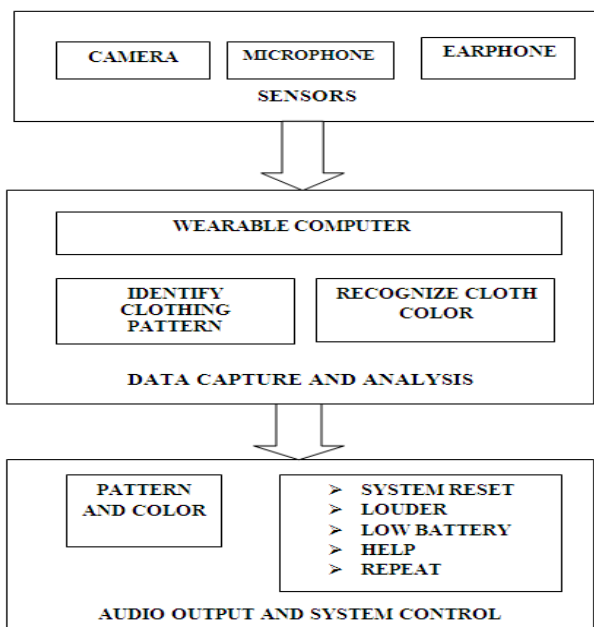 CAMERA
MICROPHONE
EARPHONE
SENSORS
WEARABLE COMPUTER
IDENTIFY
CLOTHING
PATTERN
RECOGNIZE CLOTH
COLOR
DATA CAPTURE AND ANALYSIS
PATTERN
AND COLOR
➢ SYSTEM RESET
➢ LOUDER
➢ LOW BATTERY
➢ HELP
➢ REPEAT
AUDIO OUTPUT AND SYSTEM CONTROL